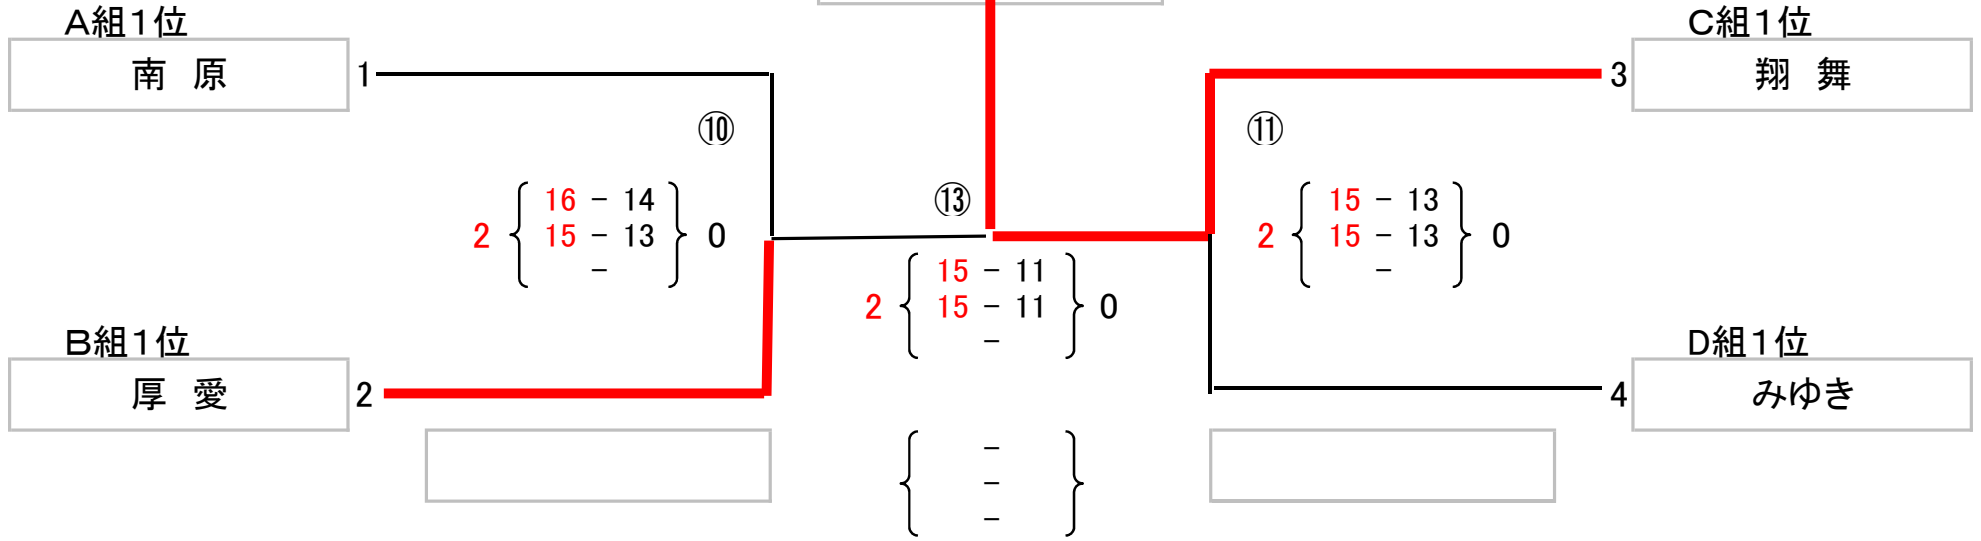 A組1位
南 原
1
C組1位
翔 舞
3
⑩
⑪
2 { 16 - 14 } 0
15 - 13
-
⑬
2 { 15 - 11 } 0
15 - 11
-
2 { 15 - 13 } 0
15 - 13
-
B組1位
厚 愛
2
D組1位
みゆき
4
{ - }
-
-